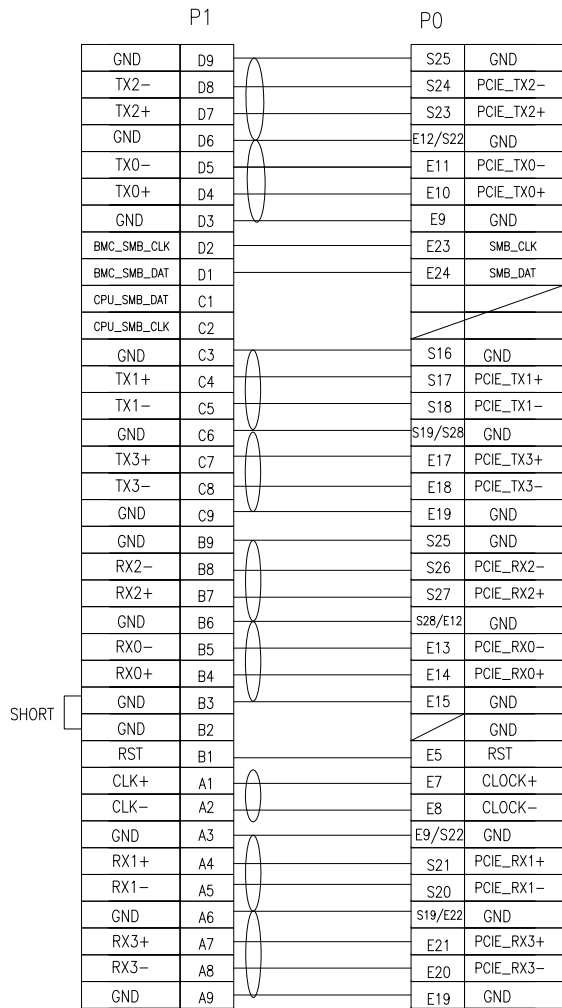 P1 P0
GND D9 S25 GND
TX2- D8 S24 PCIE_TX2-
TX2+ D7 S23 PCIE_TX2+
GND D6 E12/S22 GND
TX0- D5 E11 PCIE_TX0-
TX0+ D4 E10 PCIE_TX0+
GND D3 E9 GND
BMC_SMB_CLK D2 E23 SMB_CLK
BMC_SMB_DAT D1 E24 SMB_DAT
CPU_SMB_DAT C1
CPU_SMB_CLK C2
GND C3 S16 GND
TX1+ C4 S17 PCIE_TX1+
TX1- C5 S18 PCIE_TX1-
GND C6 S19/S28 GND
TX3+ C7 E17 PCIE_TX3+
TX3- C8 E18 PCIE_TX3-
GND C9 E19 GND
GND B9 S25 GND
RX2- B8 S26 PCIE_RX2-
RX2+ B7 S27 PCIE_RX2+
GND B6 S28/E12 GND
RX0- B5 E13 PCIE_RX0-
RX0+ B4 E14 PCIE_RX0+
GND B3 E15 GND
SHORT
GND B2 GND
RST B1 E5 RST
CLK+ A1 E7 CLOCK+
CLK- A2 E8 CLOCK-
GND A3 E9/S22 GND
RX1+ A4 S21 PCIE_RX1+
RX1- A5 S20 PCIE_RX1-
GND A6 S19/E22 GND
RX3+ A7 E21 PCIE_RX3+
RX3- A8 E20 PCIE_RX3-
GND A9 E19 GND